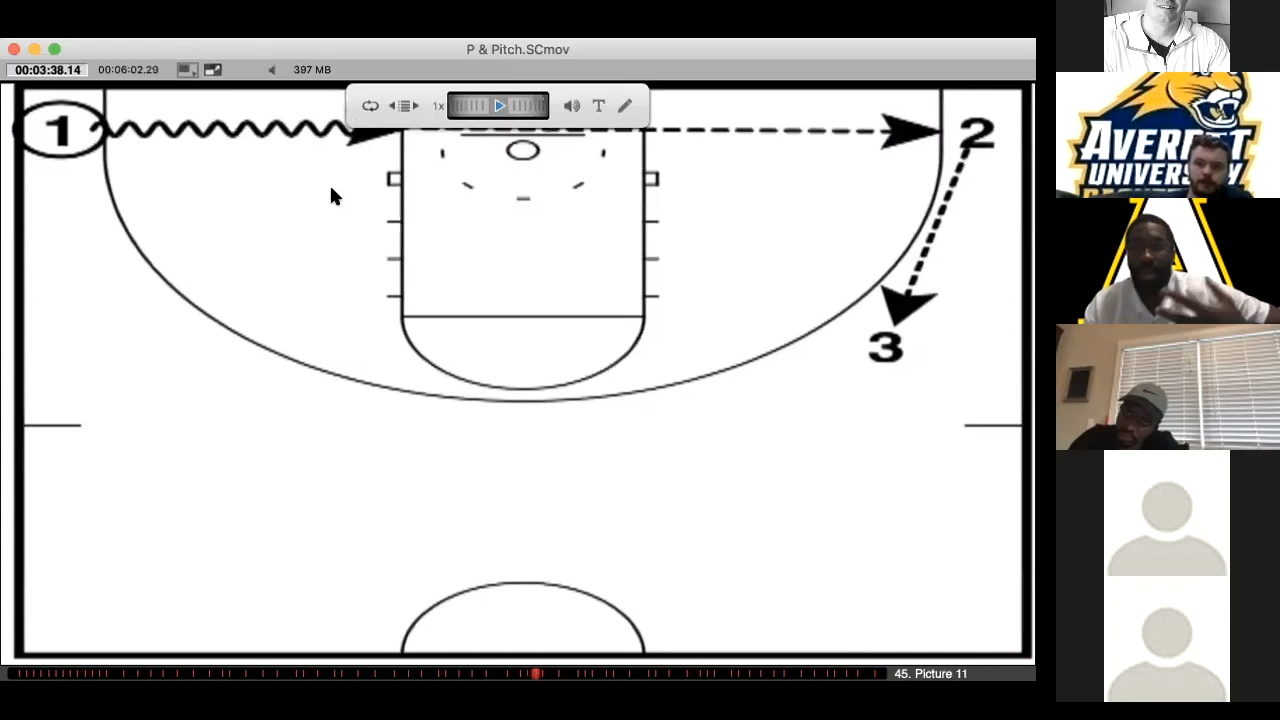 P & Pitch.SCmov
00:03:38.14 00:06:02.29 397 MB
1x
1 2
3
45. Picture 11
AVERETT
UNIVERSITY